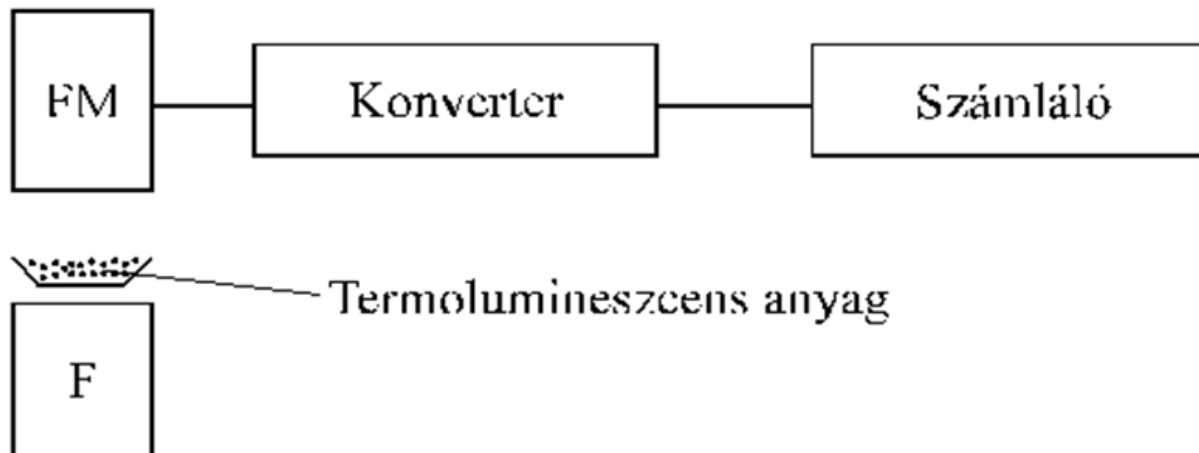 FM
Konverter
Számláló
Termolumineszcens anyag
F